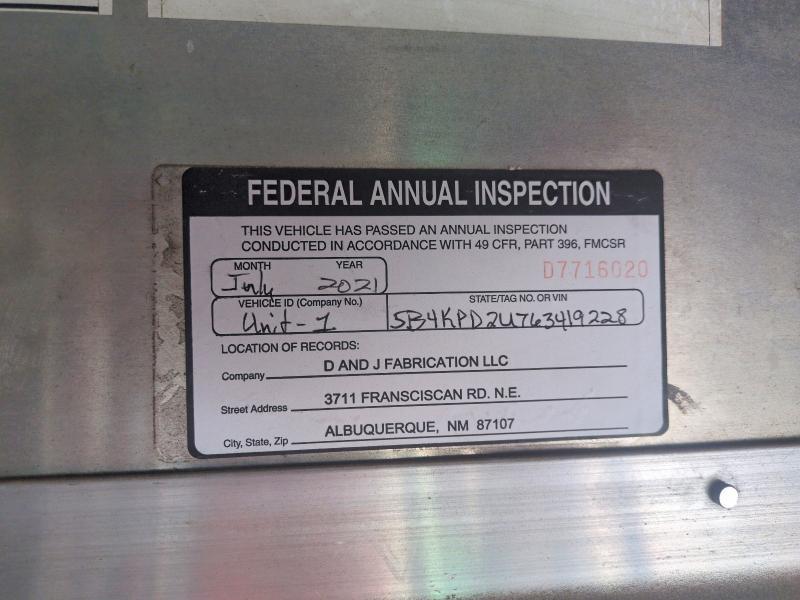 FEDERAL ANNUAL INSPECTION
THIS VEHICLE HAS PASSED AN ANNUAL INSPECTION
CONDUCTED IN ACCORDANCE WITH 49 CFR, PART 396, FMCSR
D7716020
MONTH YEAR
July 2021
VEHICLE ID (Company No.) STATE/TAG NO. OR VIN
Unit-1 5B4KPD2U763419228
LOCATION OF RECORDS:
Company D AND J FABRICATION LLC
Street Address 3711 FRANSCISCAN RD. N.E.
City, State, Zip ALBUQUERQUE, NM 87107